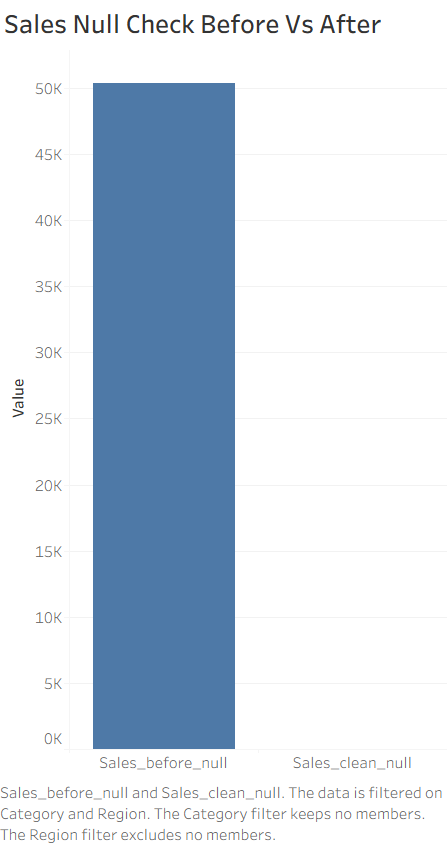 Sales Null Check Before Vs After
50K
45K
40K
35K
30K
Value
25K
20K
15K
10K
5K
0K
Sales_before_null
Sales_clean_null
Sales_before_null and Sales_clean_null. The data is filtered on
Category and Region. The Category filter keeps no members.
The Region filter excludes no members.